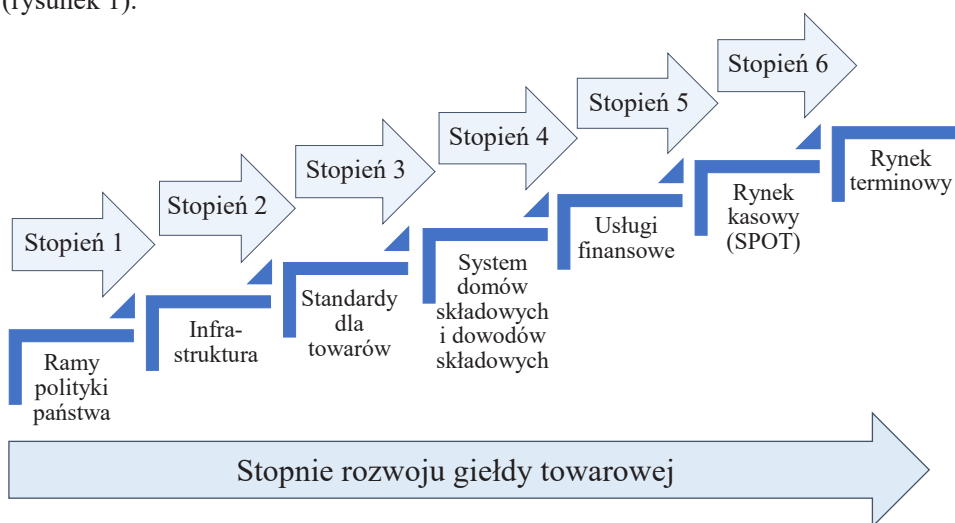 (rysunek 1).
Stopień 1
Stopień 2
Stopień 3
Stopień 4
Stopień 5
Stopień 6
Ramy
polityki
państwa
Infra-
struktura
Standardy
dla
towarów
System
domów
składowych
i dowodów
składowych
Usługi
finansowe
Rynek
kasowy
(SPOT)
Rynek
terminowy
Stopnie rozwoju giełdy towarowej